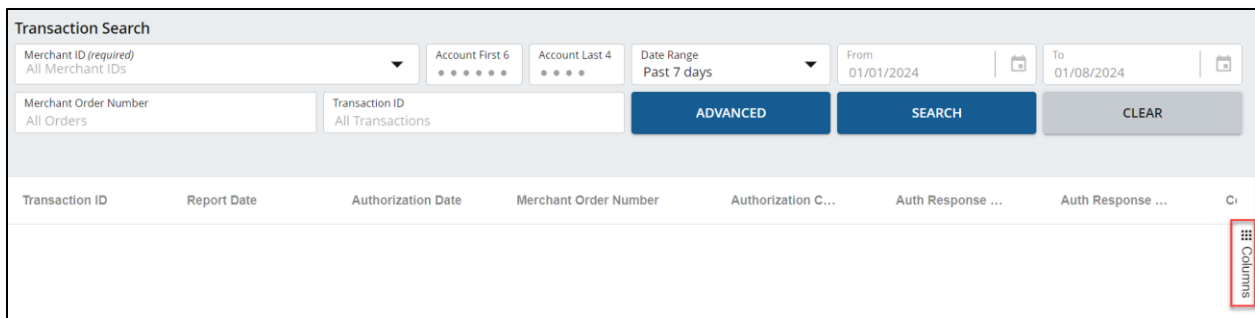 Transaction Search
Merchant ID (required)
All Merchant IDs
Account First 6
Account Last 4
Date Range
Past 7 days
From
01/01/2024
To
01/08/2024
Merchant Order Number
All Orders
Transaction ID
All Transactions
ADVANCED
SEARCH
CLEAR
Transaction ID Report Date Authorization Date Merchant Order Number Authorization C... Auth Response ... Auth Response ...
Columns